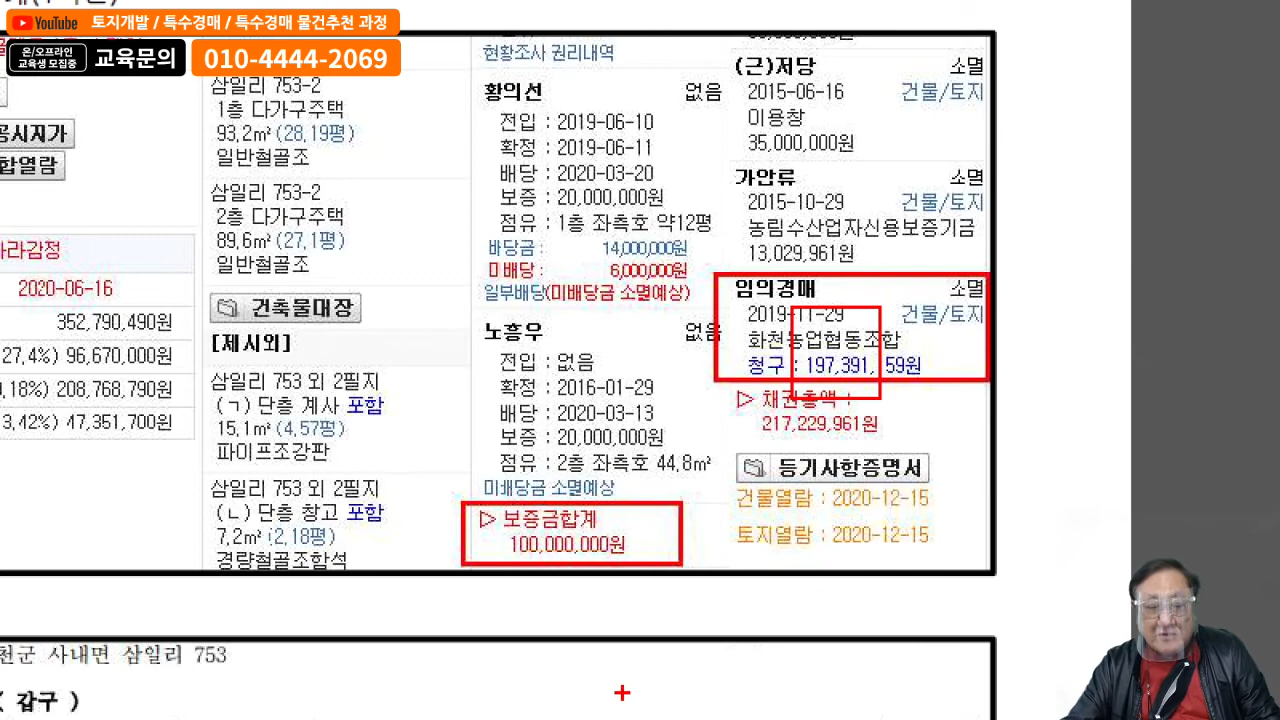 YouTube 토지개발 / 특수경매 / 특수경매 물건추천 과정
온/오프라인
교육생 모집중
교육문의
010-4444-2069
공시지가
합열람
나라감정
2020-06-16
352,790,490원
27,4%) 96,670,000원
,18%) 208,768,790원
3,42%) 47,351,700원
삼일리 753-2
1층 다가구주택
93,2m² (28,19평)
일반철골조
삼일리 753-2
2층 다가구주택
89,6m² (27,1평)
일반철골조
건축물대장
[제시외]
삼일리 753 외 2필지
(ㄱ) 단층 계사 포함
15,1m² (4,57평)
파이프조강판
삼일리 753 외 2필지
(ㄴ) 단층 창고 포함
7,2m² (2,18평)
경량철골조함석
현황조사 권리내역
황의선 없음
전입 : 2019-06-10
확정 : 2019-06-11
배당 : 2020-03-20
보증 : 20,000,000원
점유 : 1층 좌측호 약12평
배당금 : 14,000,000원
미배당 : 6,000,000원
일부배당(미배당금 소멸예상)
노흥우 없음
전입 : 없음
확정 : 2016-01-29
배당 : 2020-03-13
보증 : 20,000,000원
점유 : 2층 좌측호 44,8m²
미배당금 소멸예상
▷ 보증금합계
100,000,000원
(근)저당 소멸
2015-06-16 건물/토지
이용창
35,000,000원
가압류 소멸
2015-10-29 건물/토지
농림수산업자신용보증기금
13,029,961원
임의경매 소멸
2019-11-29 건물/토지
화천농업협동조합
청구 : 197,391, 59원
▷ 채권총액 :
217,229,961원
등기사항증명서
건물열람 : 2020-12-15
토지열람 : 2020-12-15
천군 사내면 삼일리 753
( 갑구 )